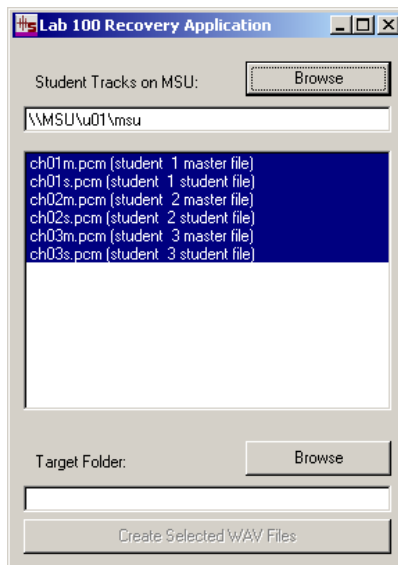 Lab 100 Recovery Application
Student Tracks on MSU:
Browse
\\MSU\u01\msu
ch01m.pcm (student  1 master file)
ch01s.pcm (student  1 student file)
ch02m.pcm (student  2 master file)
ch02s.pcm (student  2 student file)
ch03m.pcm (student  3 master file)
ch03s.pcm (student  3 student file)
Target Folder:
Browse
Create Selected WAV Files